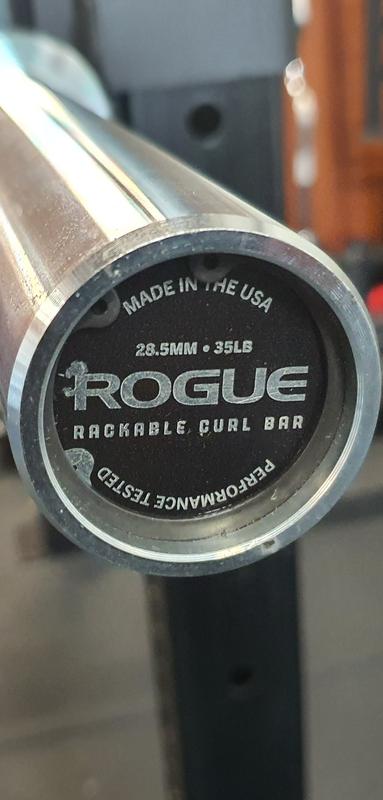 MADE IN THE USA
28.5MM • 35LB
ROGUE
RACKABLE CURL BAR
PERFORMANCE TESTED